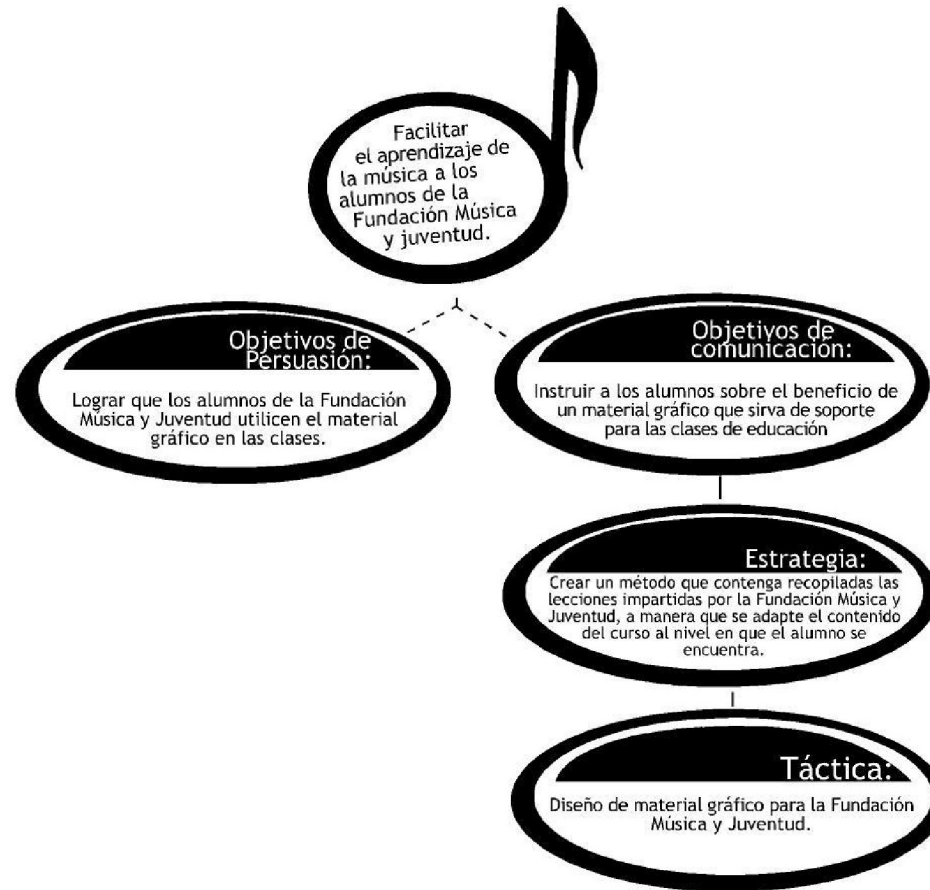 Facilitar
el aprendizaje de
la música a los
alumnos de la
Fundación Música
y juventud.
Objetivos de
Persuasión:
Lograr que los alumnos de la Fundación
Música y Juventud utilicen el material
gráfico en las clases.
Objetivos de
comunicación:
Instruir a los alumnos sobre el beneficio de
un material gráfico que sirva de soporte
para las clases de educación
Estrategia:
Crear un método que contenga recopiladas las
lecciones impartidas por la Fundación Música y
Juventud, a manera que se adapte el contenido
del curso al nivel en que el alumno se
encuentra.
Táctica:
Diseño de material gráfico para la Fundación
Música y Juventud.